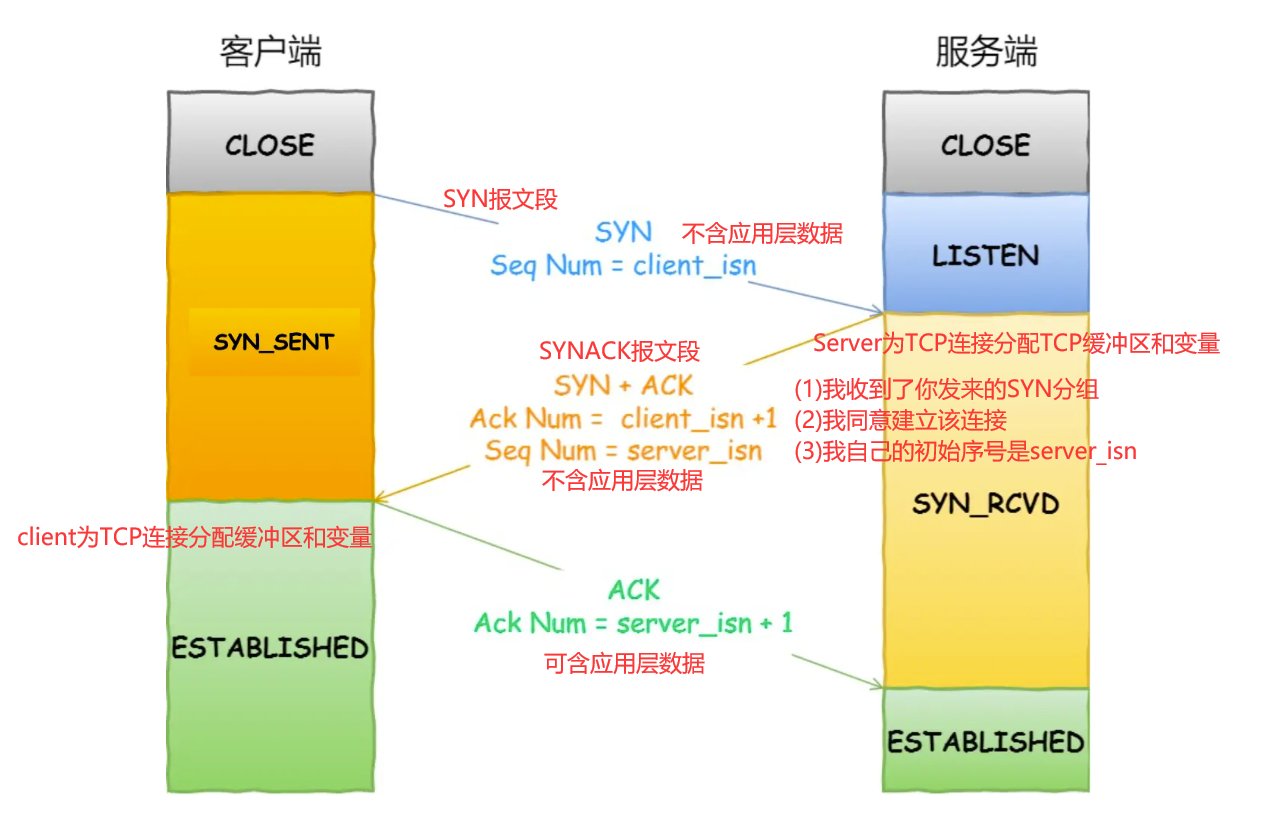 客户端
服务端
CLOSE
CLOSE
SYN报文段
SYN 不含应用层数据
Seq Num = client_isn
LISTEN
SYN_SENT
SYNACK报文段
Server为TCP连接分配TCP缓冲区和变量
SYN + ACK
(1)我收到了你发来的SYN分组
Ack Num = client_isn +1
(2)我同意建立该连接
Seq Num = server_isn
(3)我自己的初始序号是server_isn
不含应用层数据
SYN_RCVD
client为TCP连接分配缓冲区和变量
ACK
Ack Num = server_isn + 1
ESTABLISHED
可含应用层数据
ESTABLISHED